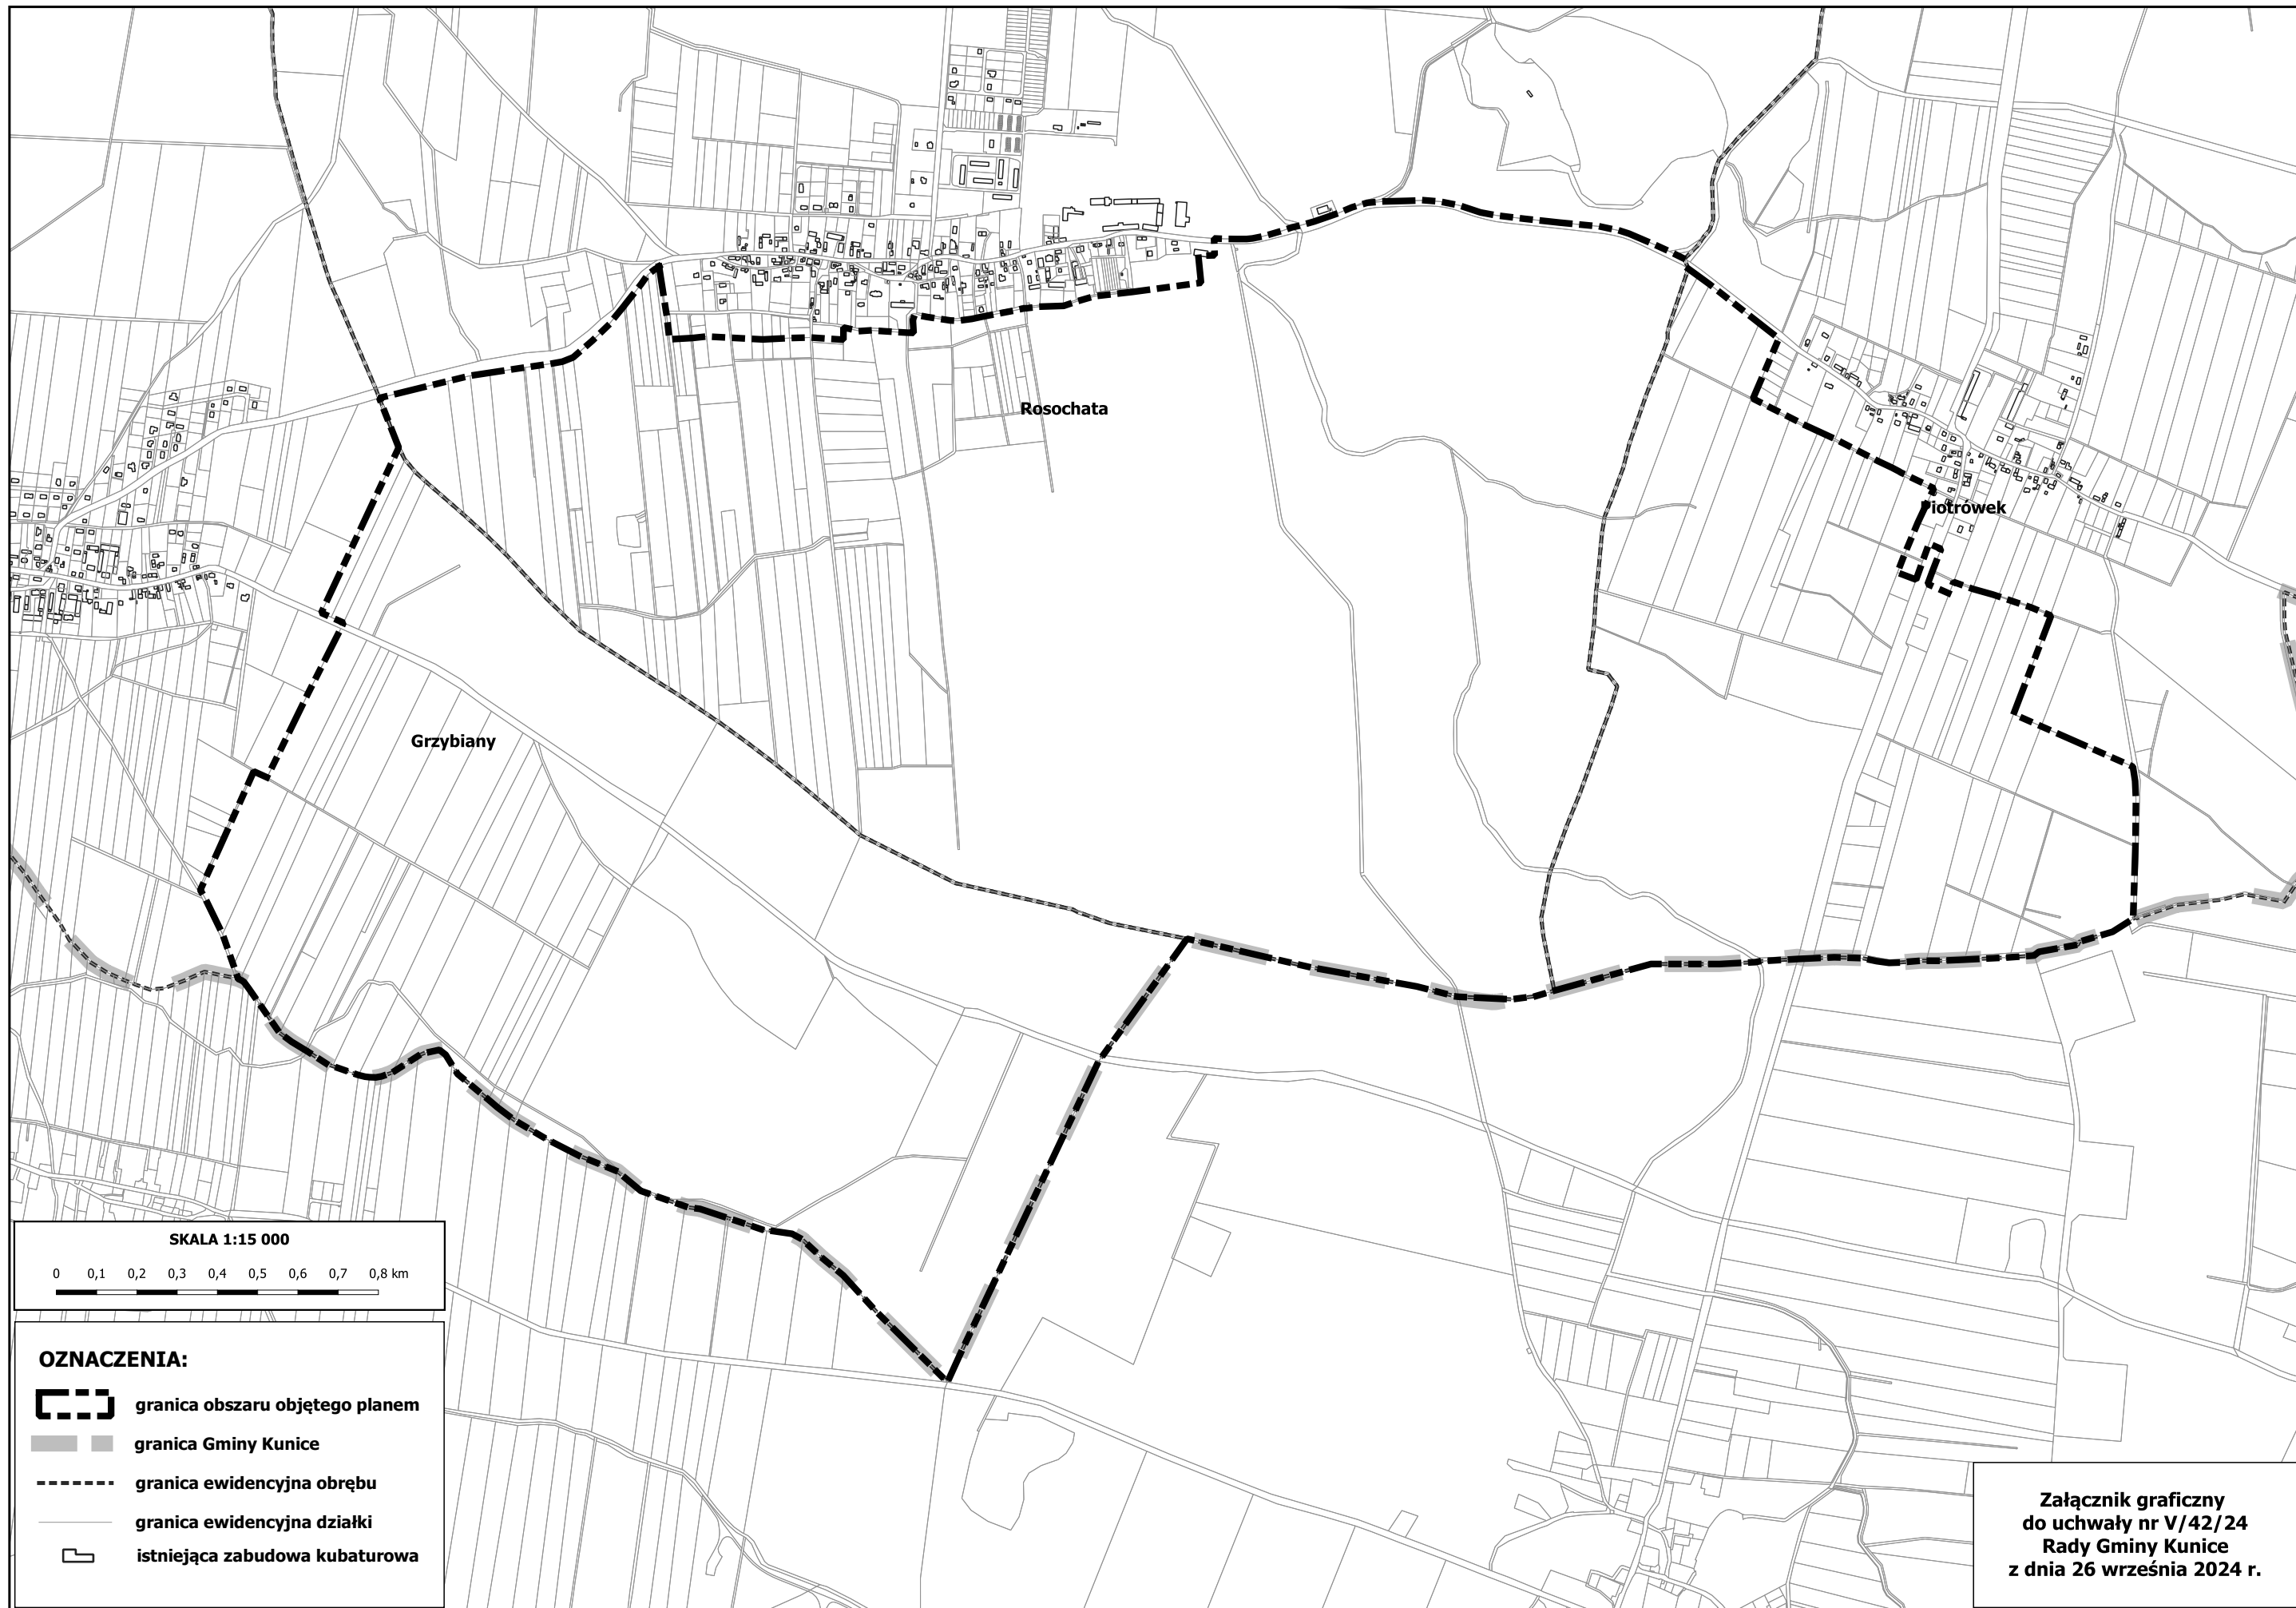 Rosochata
Piotrówek
Grzybiany
SKALA 1:15 000
0 0,1 0,2 0,3 0,4 0,5 0,6 0,7 0,8 km
OZNACZENIA:
granica obszaru objętego planem
granica Gminy Kunice
granica ewidencyjna obrębu
granica ewidencyjna działki
istniejąca zabudowa kubaturowa
Załącznik graficzny
do uchwały nr V/42/24
Rady Gminy Kunice
z dnia 26 września 2024 r.